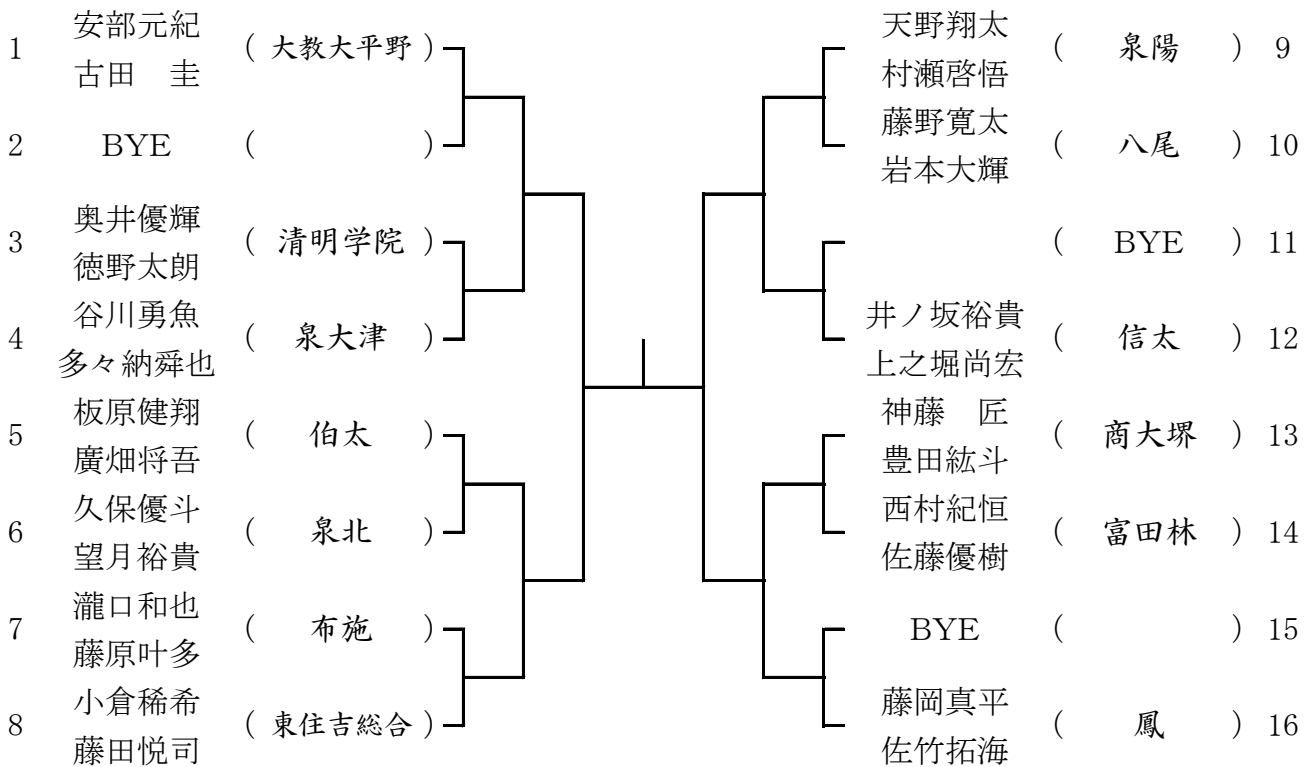 1 安部元紀 古田　圭 ( 大教大平野 )
2 BYE ( )
3 奥井優輝 徳野太朗 ( 清明学院 )
4 谷川勇魚 多々納舜也 ( 泉大津 )
5 板原健翔 廣畑将吾 ( 伯太 )
6 久保優斗 望月裕貴 ( 泉北 )
7 瀧口和也 藤原叶多 ( 布施 )
8 小倉稀希 藤田悦司 ( 東住吉総合 )
天野翔太 村瀬啓悟 ( 泉陽 ) 9
藤野寛太 岩本大輝 ( 八尾 ) 10
( BYE ) 11
井ノ坂裕貴 上之堀尚宏 ( 信太 ) 12
神藤　匠 豊田紘斗 ( 商大堺 ) 13
西村紀恒 佐藤優樹 ( 富田林 ) 14
BYE ( ) 15
藤岡真平 佐竹拓海 ( 鳳 ) 16